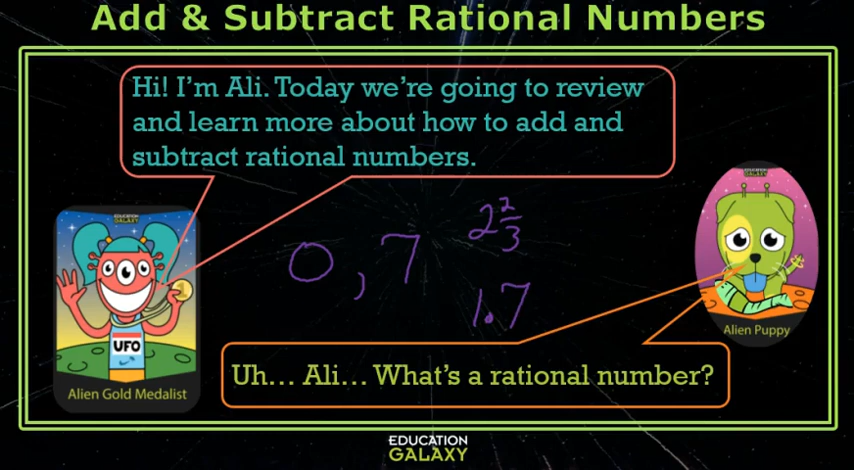 Add & Subtract Rational Numbers
Hi! I'm Ali. Today we're going to review
and learn more about how to add and
subtract rational numbers.
EDUCATION
GALAXY
UFO
Alien Gold Medalist
0, 7
2 2/3
1.7
EDUCATION
GALAXY
Alien Puppy
Uh... Ali... What's a rational number?
EDUCATION
GALAXY